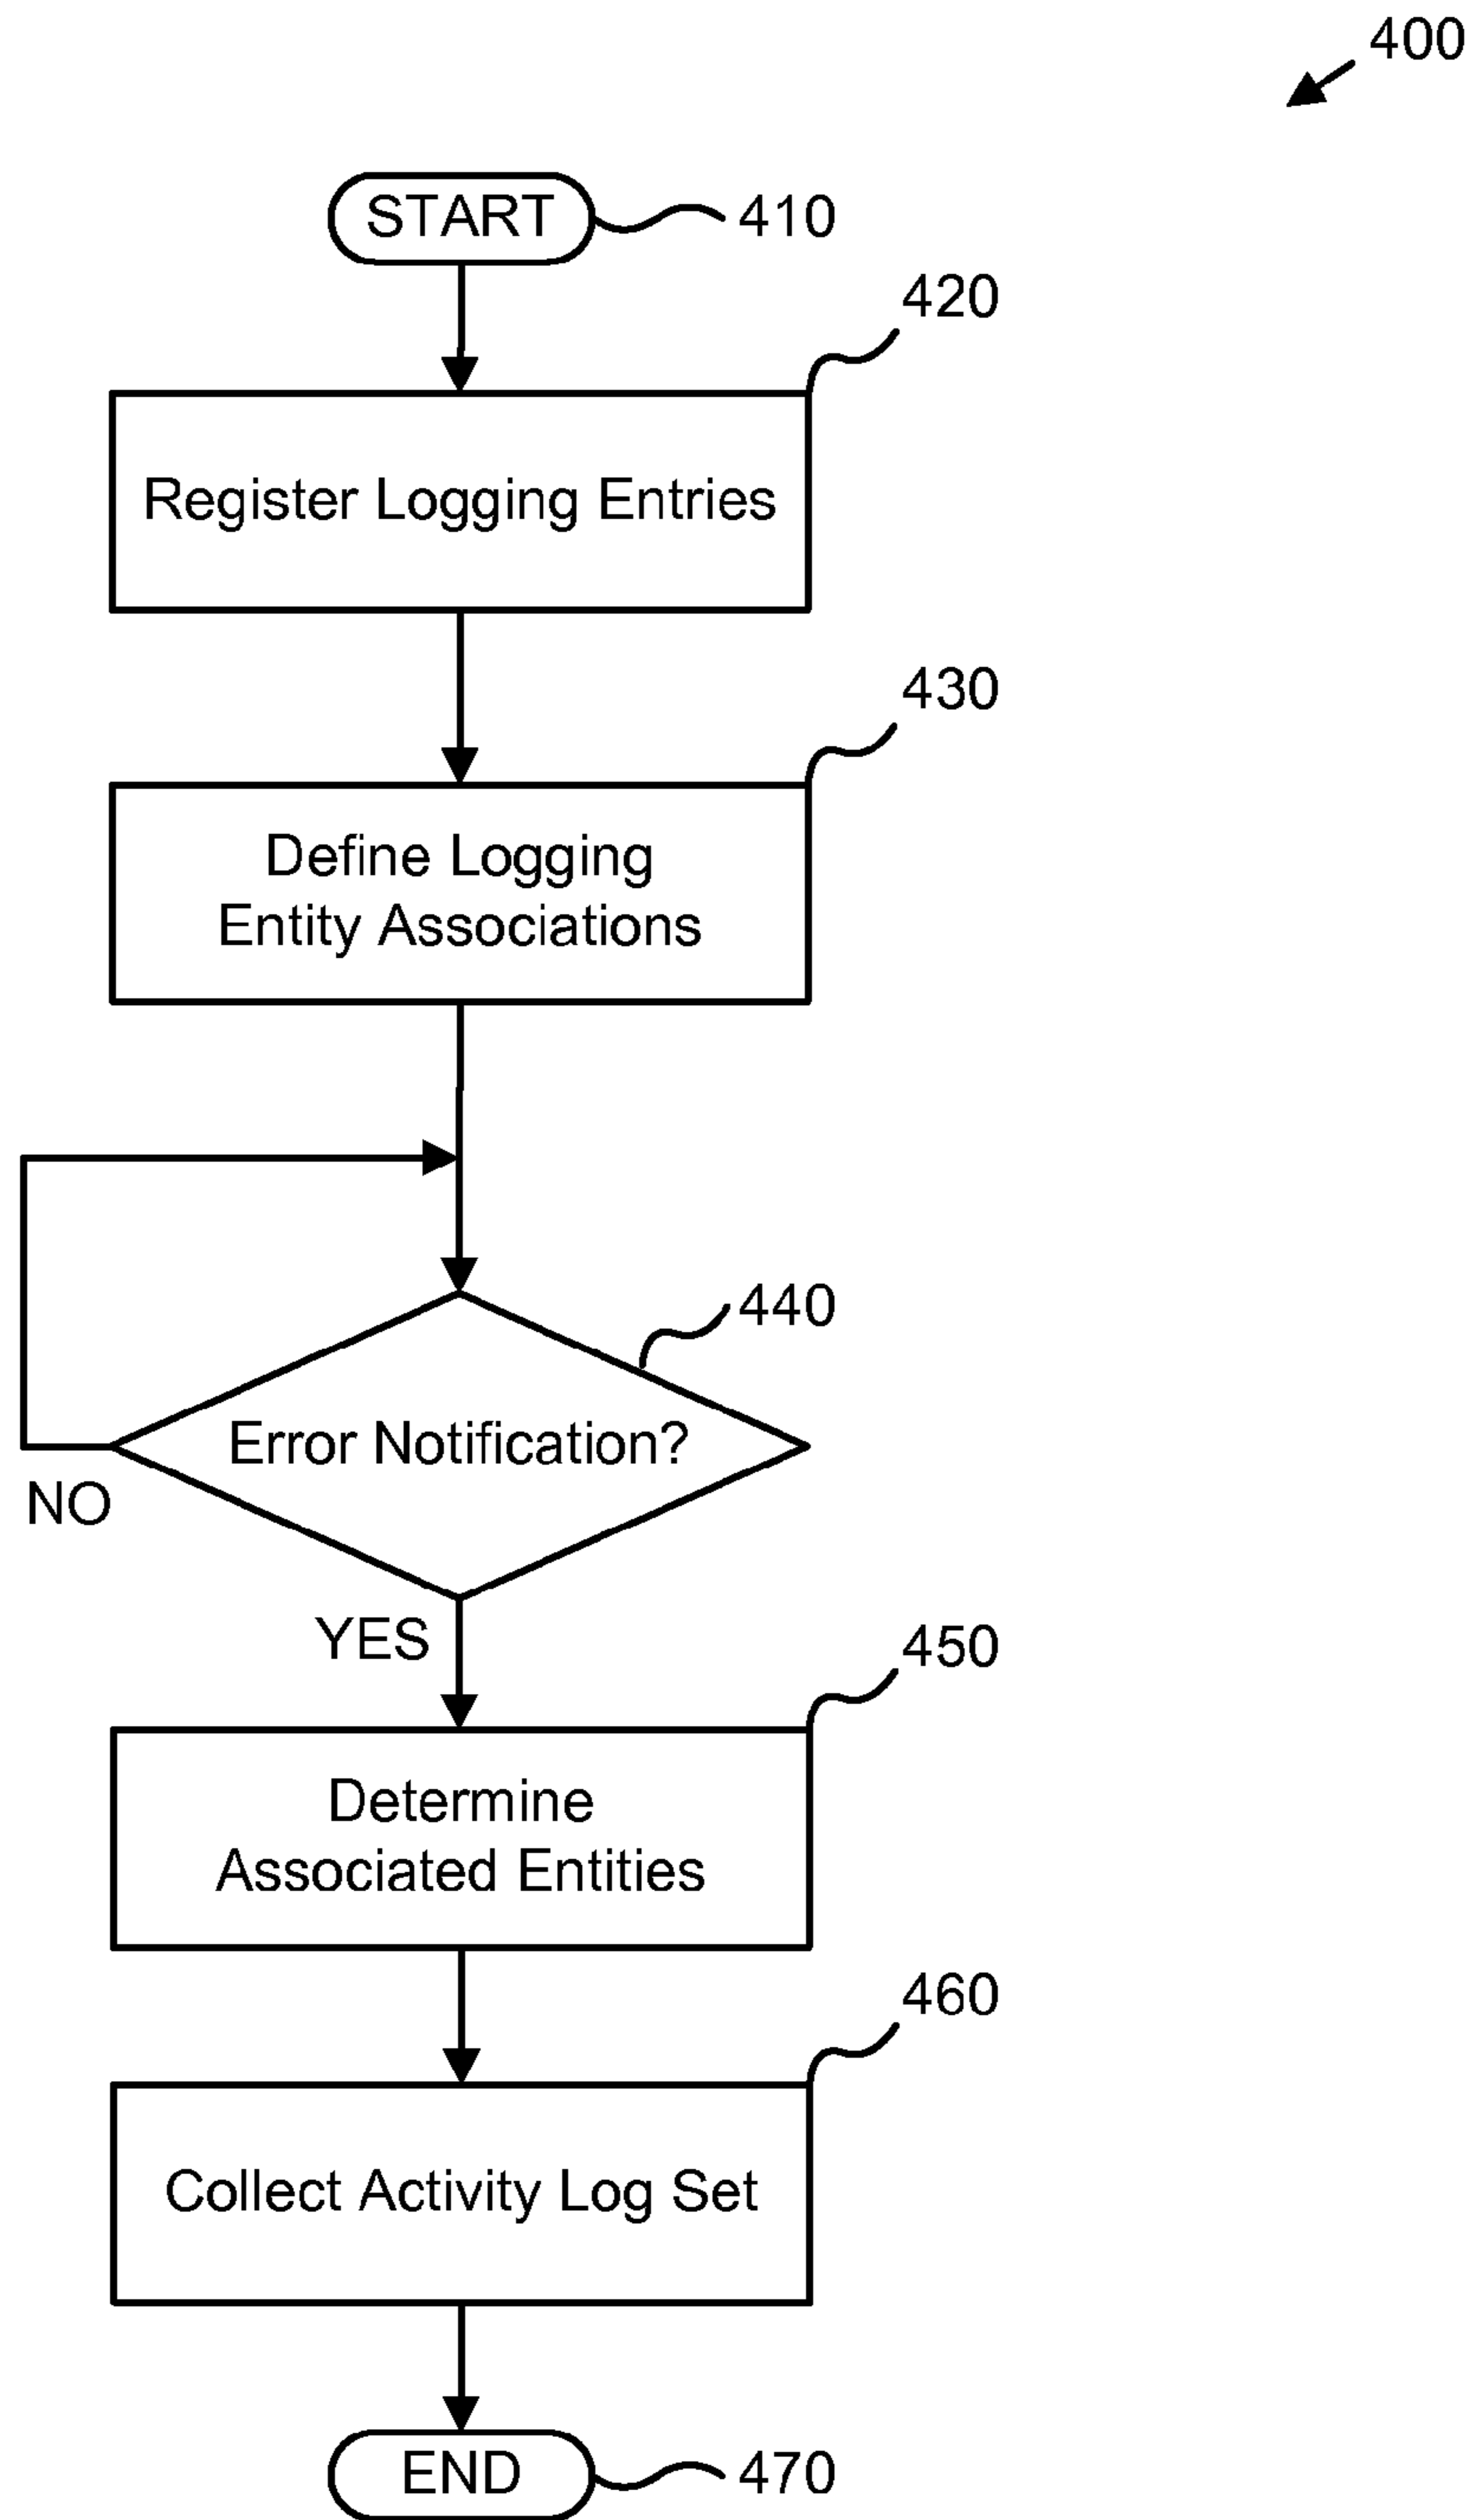 400
START
410
420
Register Logging Entries
430
Define Logging
Entity Associations
440
Error Notification?
NO
YES
450
Determine
Associated Entities
460
Collect Activity Log Set
END
470